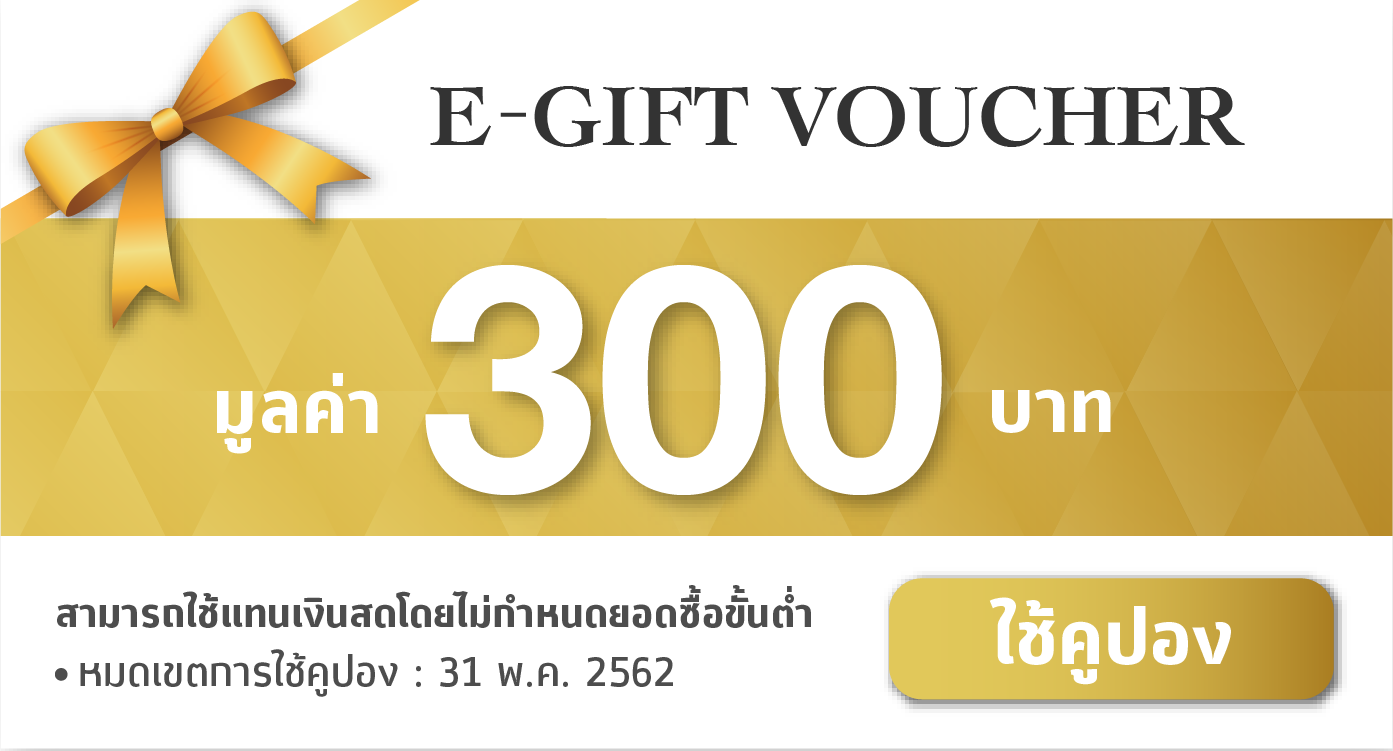 E-GIFT VOUCHER
มูลค่า 300 บาท
สามารถใช้แทนเงินสดโดยไม่กำหนดยอดซื้อขั้นต่ำ
• หมดเขตการใช้คูปอง : 31 พ.ค. 2562
ใช้คูปอง